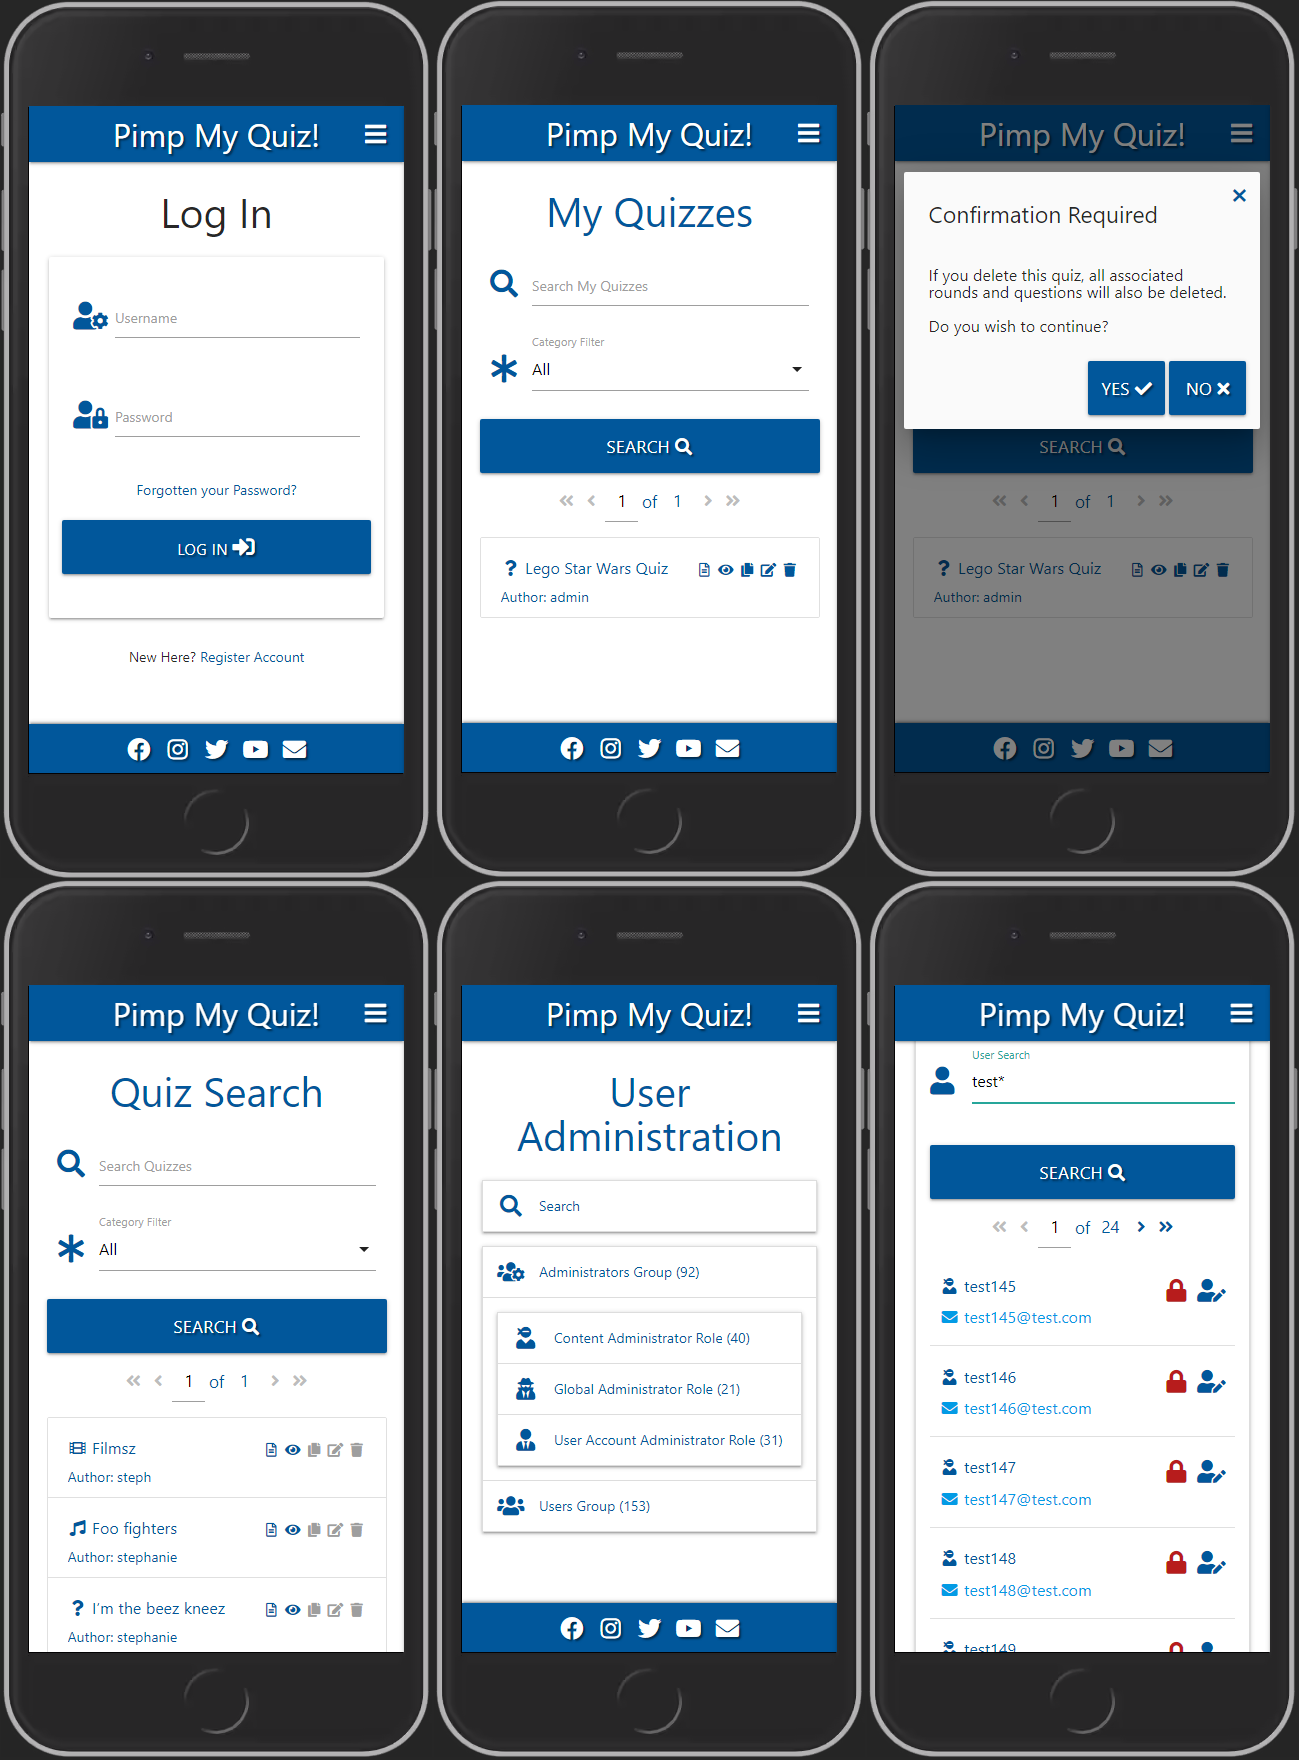 Pimp My Quiz!
Log In
Username
Password
Forgotten your Password?
LOG IN
New Here? Register Account
Pimp My Quiz!
My Quizzes
Search My Quizzes
Category Filter
All
SEARCH
1 of 1
Lego Star Wars Quiz
Author: admin
Pimp My Quiz!
Confirmation Required
If you delete this quiz, all associated
rounds and questions will also be deleted.
Do you wish to continue?
YES NO
SEARCH
1 of 1
Lego Star Wars Quiz
Author: admin
Pimp My Quiz!
Quiz Search
Search Quizzes
Category Filter
All
SEARCH
1 of 1
Filmsz
Author: steph
Foo fighters
Author: stephanie
I'm the beez kneez
Author: stephanie
Pimp My Quiz!
User
Administration
Search
Administrators Group (92)
Content Administrator Role (40)
Global Administrator Role (21)
User Account Administrator Role (31)
Users Group (153)
Pimp My Quiz!
User Search
test*
SEARCH
1 of 24
test145
test145@test.com
test146
test146@test.com
test147
test147@test.com
test148
test148@test.com
test149